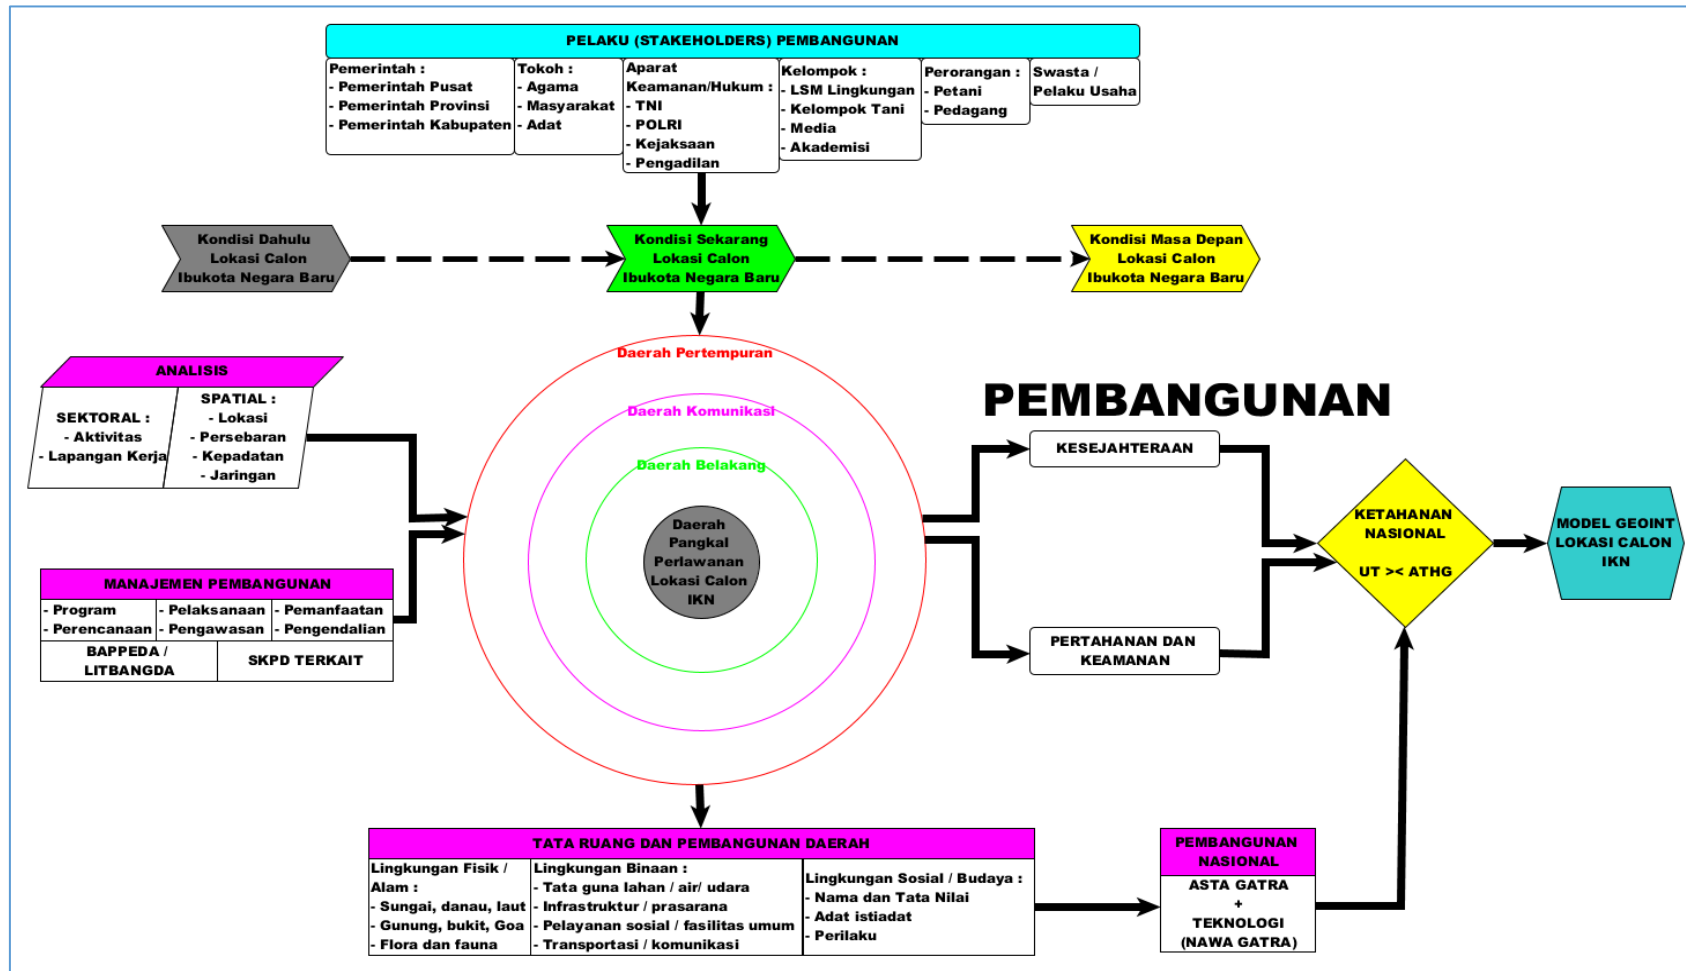 PELAKU (STAKEHOLDERS) PEMBANGUNAN
Pemerintah :
- Pemerintah Pusat
- Pemerintah Provinsi
- Pemerintah Kabupaten
Tokoh :
- Agama
- Masyarakat
- Adat
Aparat
Keamanan/Hukum :
- TNI
- POLRI
- Kejaksaan
- Pengadilan
Kelompok :
- LSM Lingkungan
- Kelompok Tani
- Media
- Akademisi
Perorangan :
- Petani
- Pedagang
Swasta /
Pelaku Usaha
Kondisi Dahulu
Lokasi Calon
Ibukota Negara Baru
Kondisi Sekarang
Lokasi Calon
Ibukota Negara Baru
Kondisi Masa Depan
Lokasi Calon
Ibukota Negara Baru
ANALISIS
SEKTORAL :
- Aktivitas
- Lapangan Kerja
SPATIAL :
- Lokasi
- Persebaran
- Kepadatan
- Jaringan
MANAJEMEN PEMBANGUNAN
- Program
- Perencanaan
- Pelaksanaan
- Pengawasan
- Pemanfaatan
- Pengendalian
BAPPEDA /
LITBANGDA
SKPD TERKAIT
Daerah Pertempuran
Daerah Komunikasi
Daerah Belakang
Daerah
Pangkal
Perlawanan
Lokasi Calon
IKN
PEMBANGUNAN
KESEJAHTERAAN
PERTAHANAN DAN
KEAMANAN
KETAHANAN
NASIONAL
UT >< ATHG
MODEL GEOINT
LOKASI CALON
IKN
TATA RUANG DAN PEMBANGUNAN DAERAH
Lingkungan Fisik /
Alam :
- Sungai, danau, laut
- Gunung, bukit, Goa
- Flora dan fauna
Lingkungan Binaan :
- Tata guna lahan / air/ udara
- Infrastruktur / prasarana
- Pelayanan sosial / fasilitas umum
- Transportasi / komunikasi
Lingkungan Sosial / Budaya :
- Nama dan Tata Nilai
- Adat istiadat
- Perilaku
PEMBANGUNAN
NASIONAL
ASTA GATRA
+
TEKNOLOGI
(NAWA GATRA)